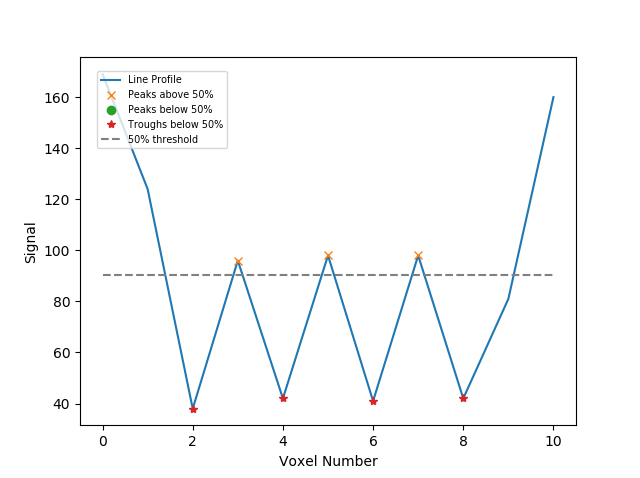 Line Profile
Peaks above 50%
Peaks below 50%
Troughs below 50%
50% threshold
160
140
120
100
80
60
40
Signal
0
2
4
6
8
10
Voxel Number